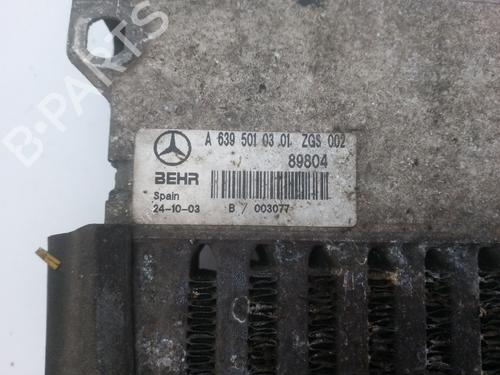 B-PARTS
A 639 501 03 01 ZGS 002
89804
BEHR
Spain
24-10-03 B / 003077